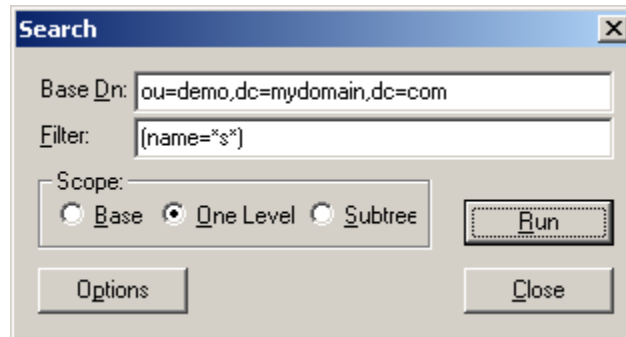 Search
Base Dn: ou=demo,dc=mydomain,dc=com
Filter: (name=*s*)
Scope:
Base One Level Subtree
Run
Options Close